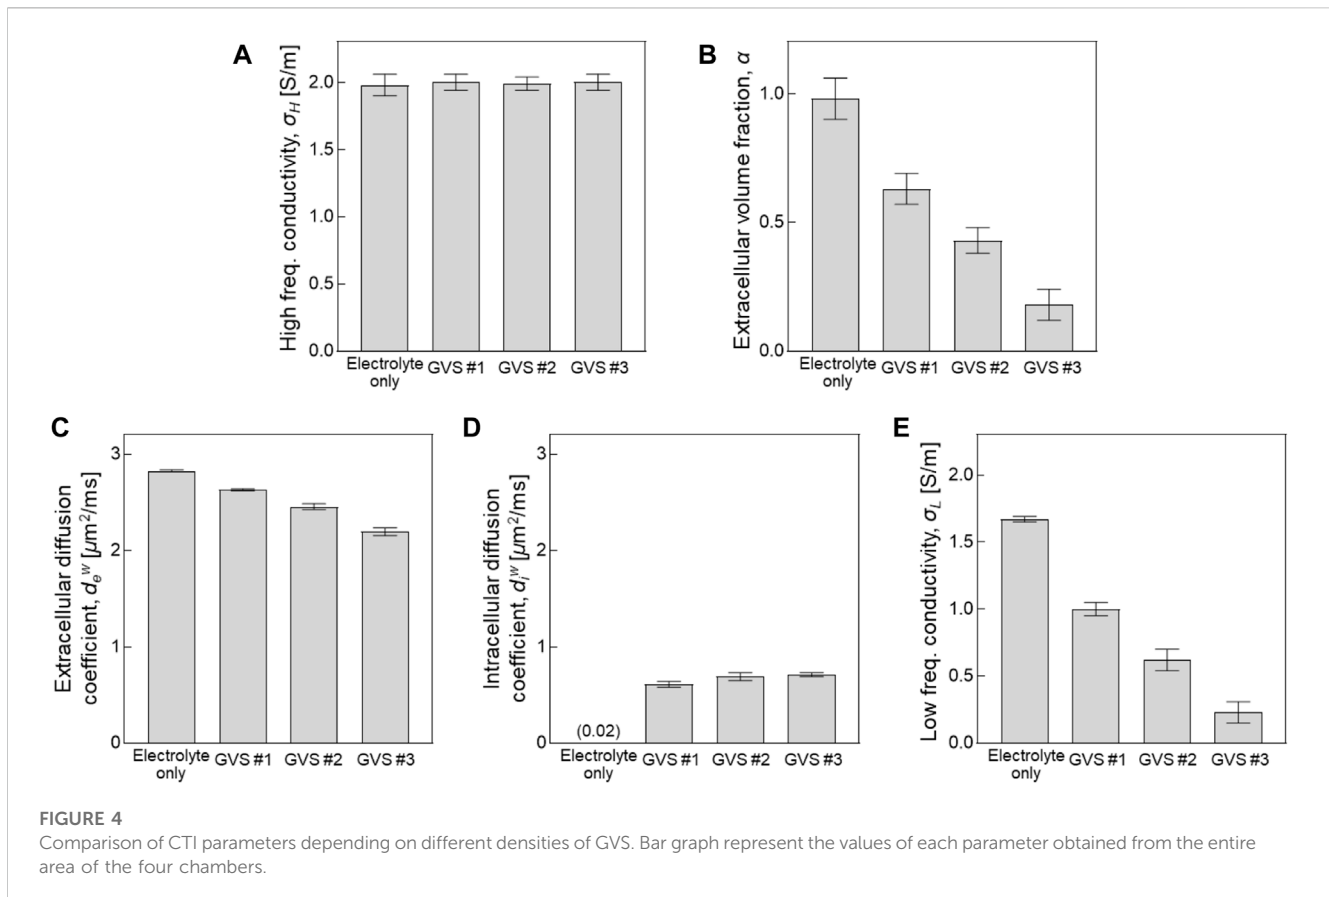 A
High freq. conductivity, σH [S/m]
2.0
1.5
1.0
0.5
0.0
Electrolyte only GVS #1 GVS #2 GVS #3
B
Extracellular volume fraction, α
1.0
0.5
0.0
Electrolyte only GVS #1 GVS #2 GVS #3
C
Extracellular diffusion
coefficient, de^w [µm²/ms]
3
2
1
0
Electrolyte only GVS #1 GVS #2 GVS #3
D
Intracellular diffusion
coefficient, di^w [µm²/ms]
3
2
1
0
(0.02)
Electrolyte only GVS #1 GVS #2 GVS #3
E
Low freq. conductivity, σL [S/m]
2.0
1.5
1.0
0.5
0.0
Electrolyte only GVS #1 GVS #2 GVS #3
FIGURE 4
Comparison of CTI parameters depending on different densities of GVS. Bar graph represent the values of each parameter obtained from the entire
area of the four chambers.